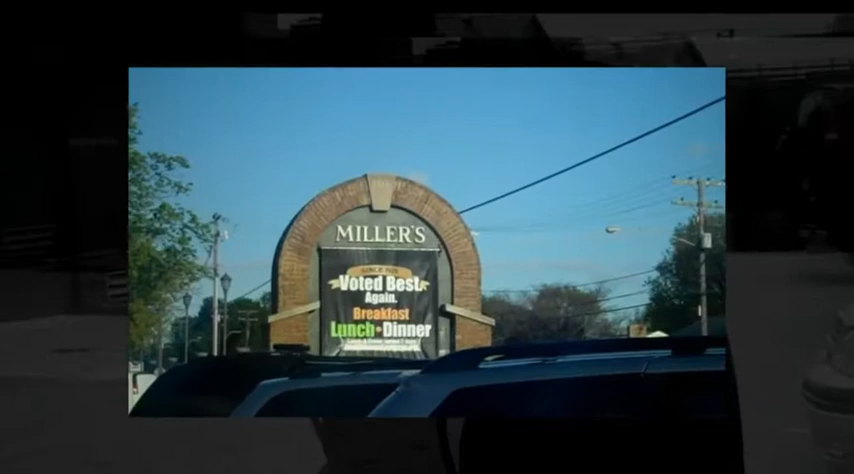 MILLER'S
Voted Best
Again.
Breakfast
Lunch • Dinner